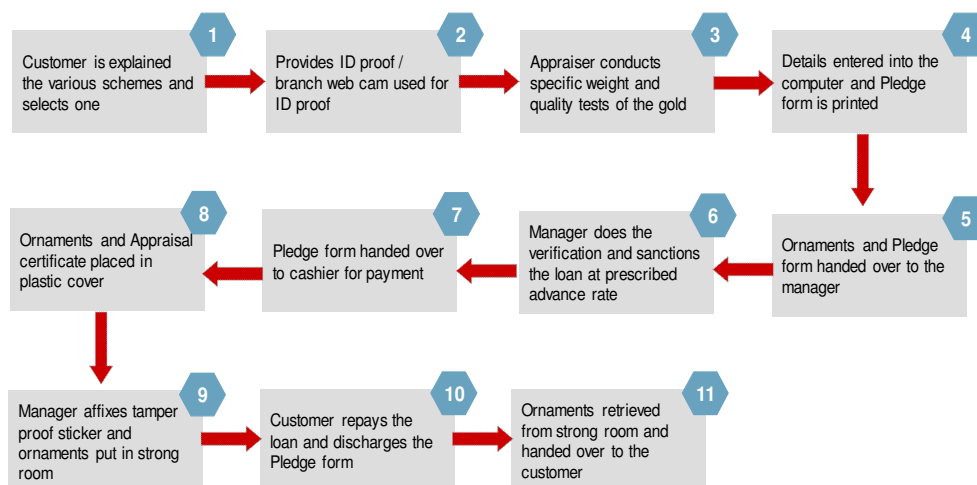 1
Customer is explained
the various schemes and
selects one
2
Provides ID proof /
branch web cam used for
ID proof
3
Appraiser conducts
specific weight and
quality tests of the gold
4
Details entered into the
computer and Pledge
form is printed
5
Ornaments and Pledge
form handed over to the
manager
6
Manager does the
verification and sanctions
the loan at prescribed
advance rate
7
Pledge form handed over
to cashier for payment
8
Ornaments and Appraisal
certificate placed in
plastic cover
9
Manager affixes tamper
proof sticker and
ornaments put in strong
room
10
Customer repays the
loan and discharges the
Pledge form
11
Ornaments retrieved
from strong room and
handed over to the
customer